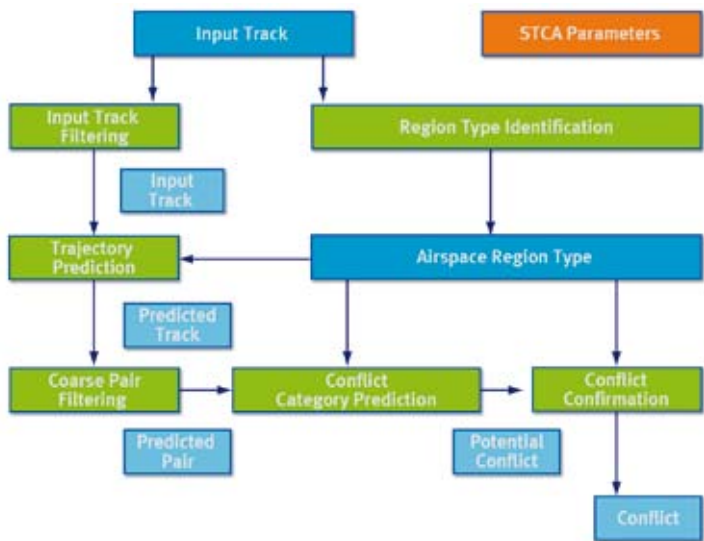 Input Track
STCA Parameters
Input Track
Filtering
Region Type Identification
Input
Track
Trajectory
Prediction
Airspace Region Type
Predicted
Track
Coarse Pair
Filtering
Conflict
Category Prediction
Conflict
Confirmation
Predicted
Pair
Potential
Conflict
Conflict